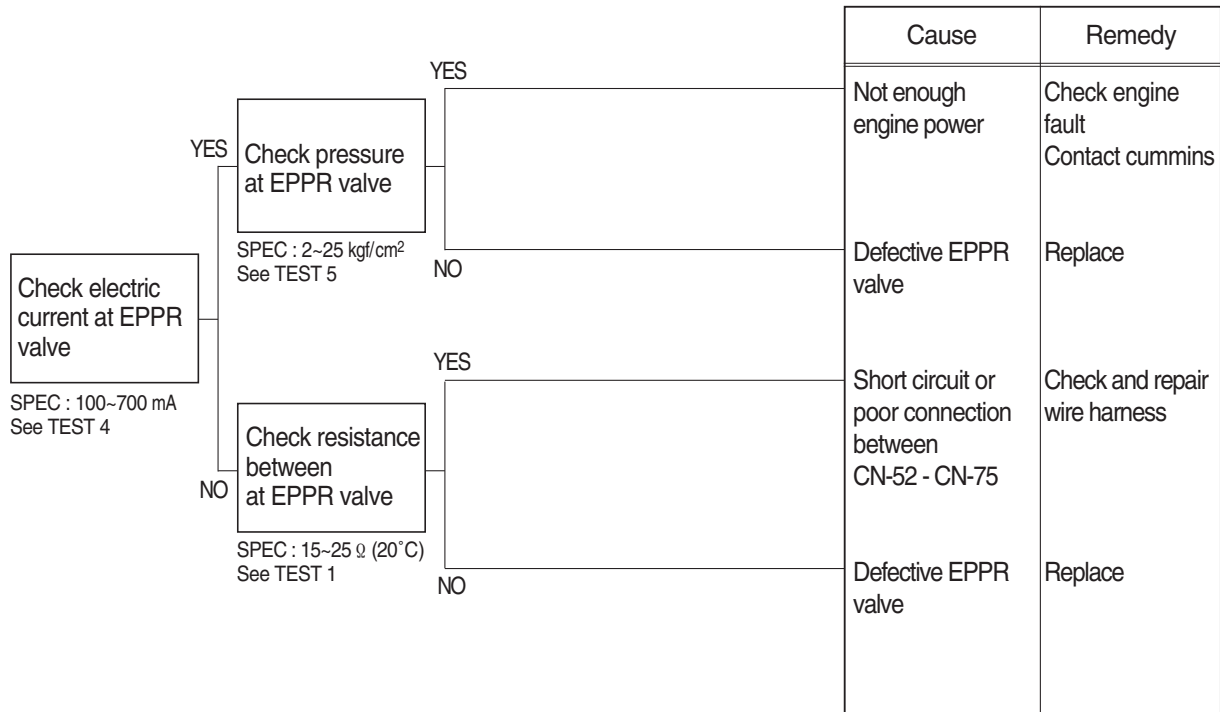 Cause
Remedy
YES
Not enough
engine power
Check engine
fault
Contact cummins
YES
Check pressure
at EPPR valve
SPEC : 2~25 kgf/cm²
See TEST 5
NO
Defective EPPR
valve
Replace
Check electric
current at EPPR
valve
SPEC : 100~700 mA
See TEST 4
YES
Short circuit or
poor connection
between
CN-52 - CN-75
Check and repair
wire harness
NO
Check resistance
between
at EPPR valve
SPEC : 15~25 Ω (20˚C)
See TEST 1
NO
Defective EPPR
valve
Replace